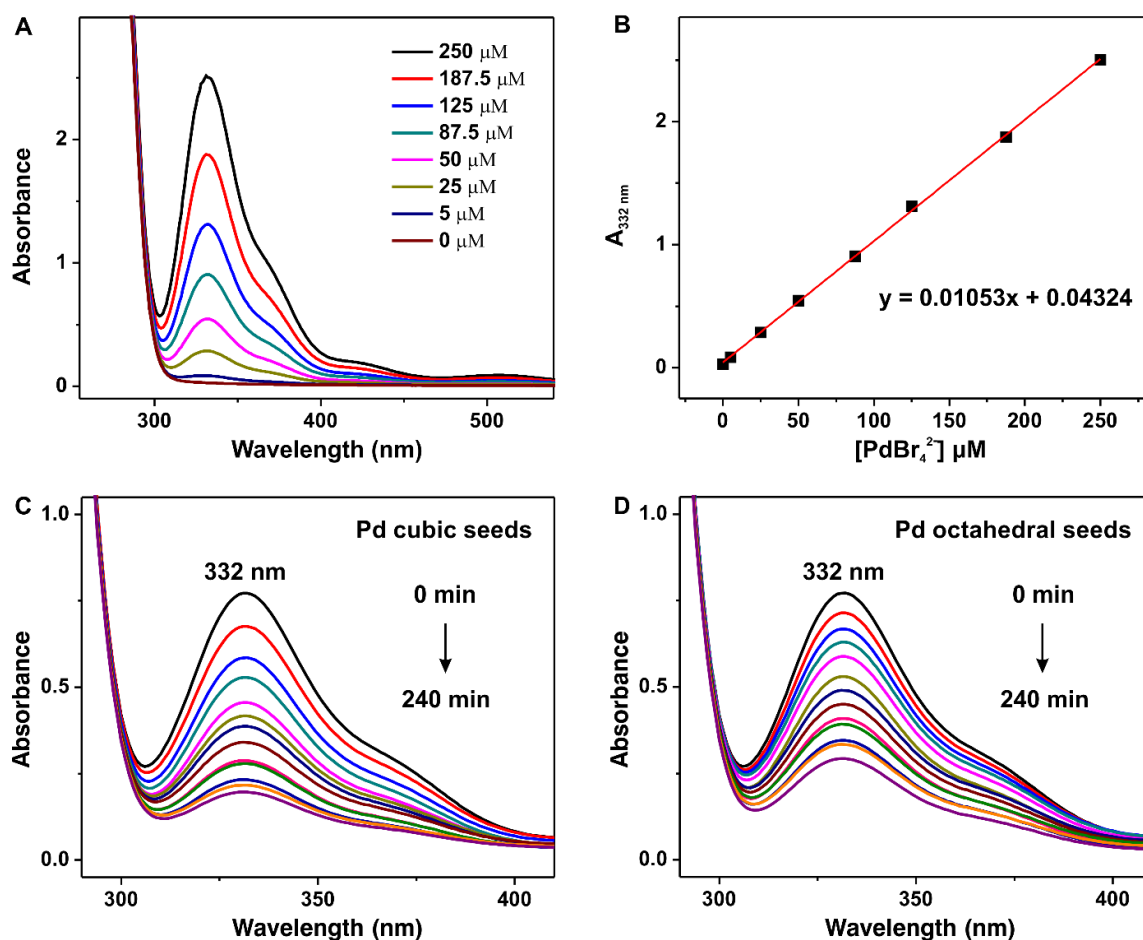 A
Absorbance
2
1
0
300
400
500
Wavelength (nm)
250 μM
187.5 μM
125 μM
87.5 μM
50 μM
25 μM
5 μM
0 μM
B
A332 nm
2
1
0
0
50
100
150
200
250
[PdBr₄²⁻] μM
y = 0.01053x + 0.04324
C
Absorbance
1.0
0.5
0.0
300
350
400
Wavelength (nm)
Pd cubic seeds
332 nm
0 min
240 min
D
Absorbance
1.0
0.5
0.0
300
350
400
Wavelength (nm)
Pd octahedral seeds
332 nm
0 min
240 min